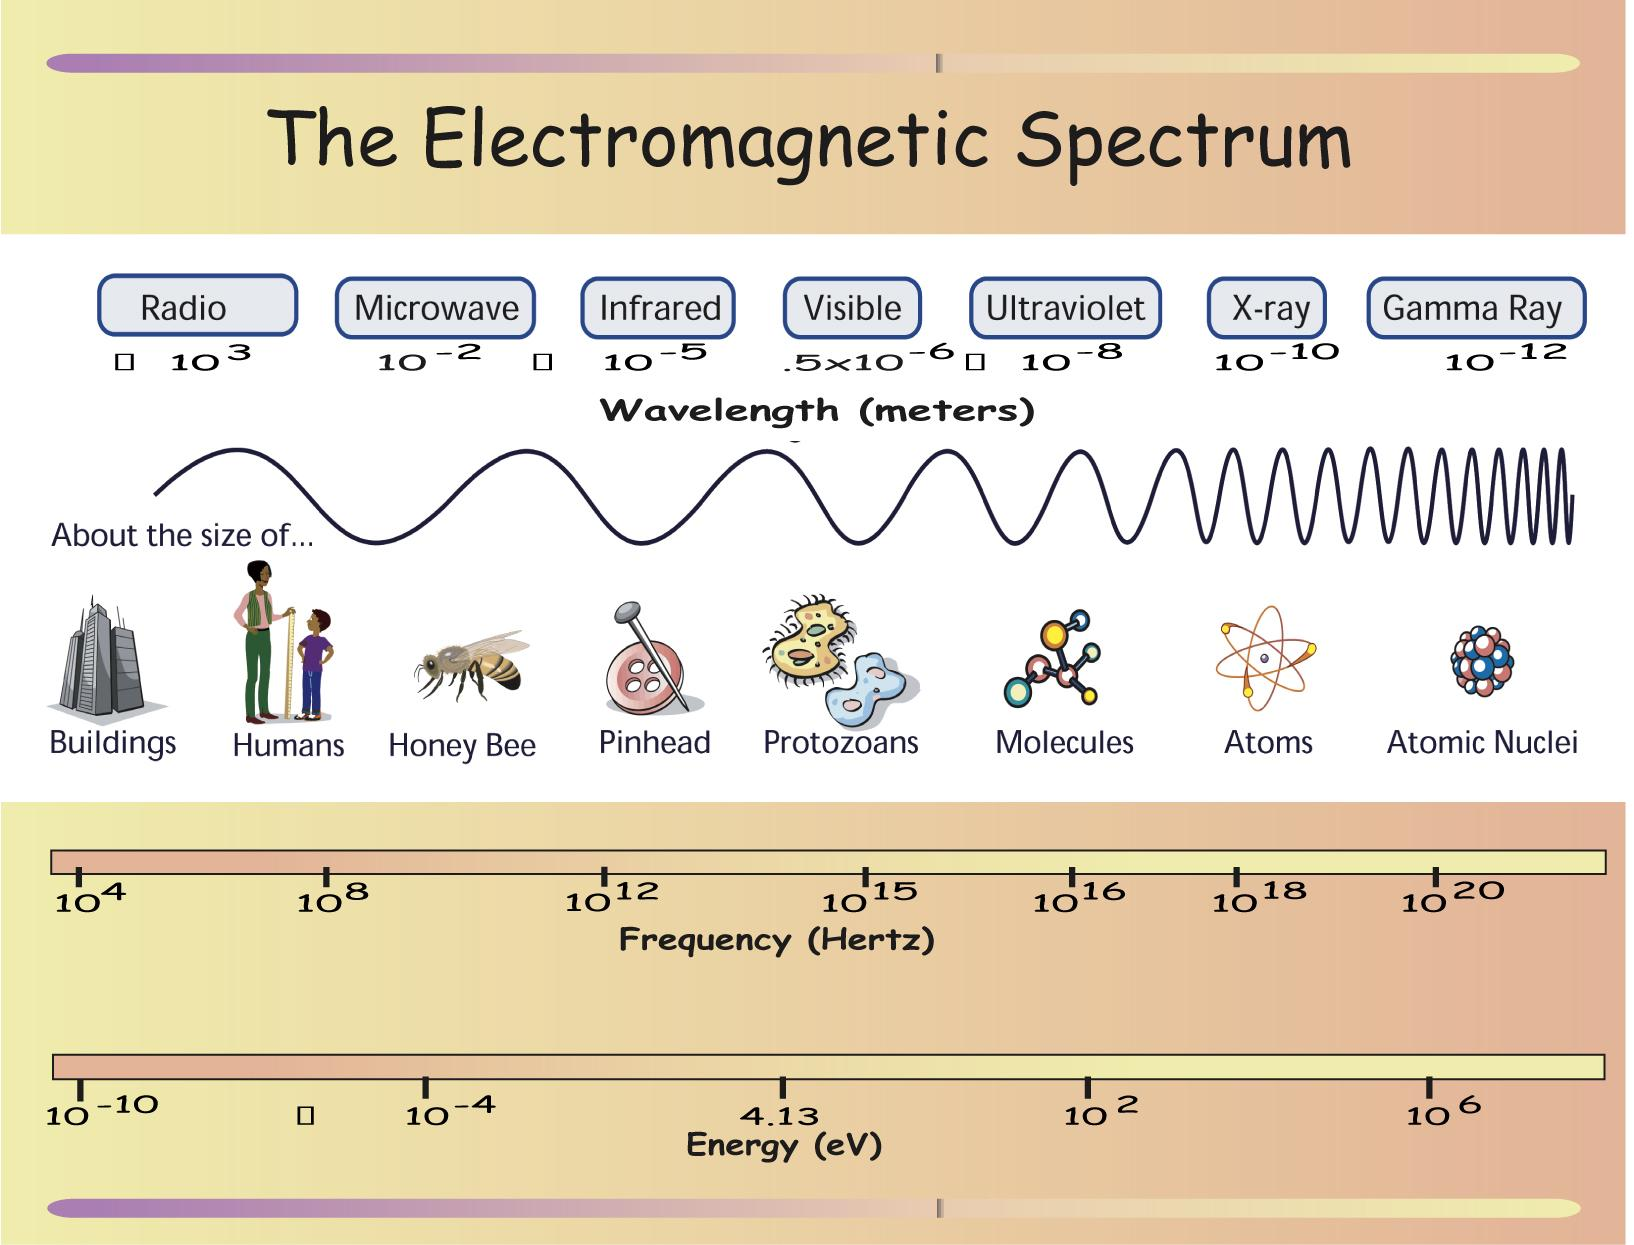 The Electromagnetic Spectrum
Radio Microwave Infrared Visible Ultraviolet X-ray Gamma Ray
▯ 10³ 10⁻² ▯ 10⁻⁵ .5x10⁻⁶ ▯ 10⁻⁸ 10⁻¹⁰ 10⁻¹²
Wavelength (meters)
About the size of...
Buildings Humans Honey Bee Pinhead Protozoans Molecules Atoms Atomic Nuclei
10⁴ 10⁸ 10¹² 10¹⁵ 10¹⁶ 10¹⁸ 10²⁰
Frequency (Hertz)
10⁻¹⁰ ▯ 10⁻⁴ 4.13 10² 10⁶
Energy (eV)